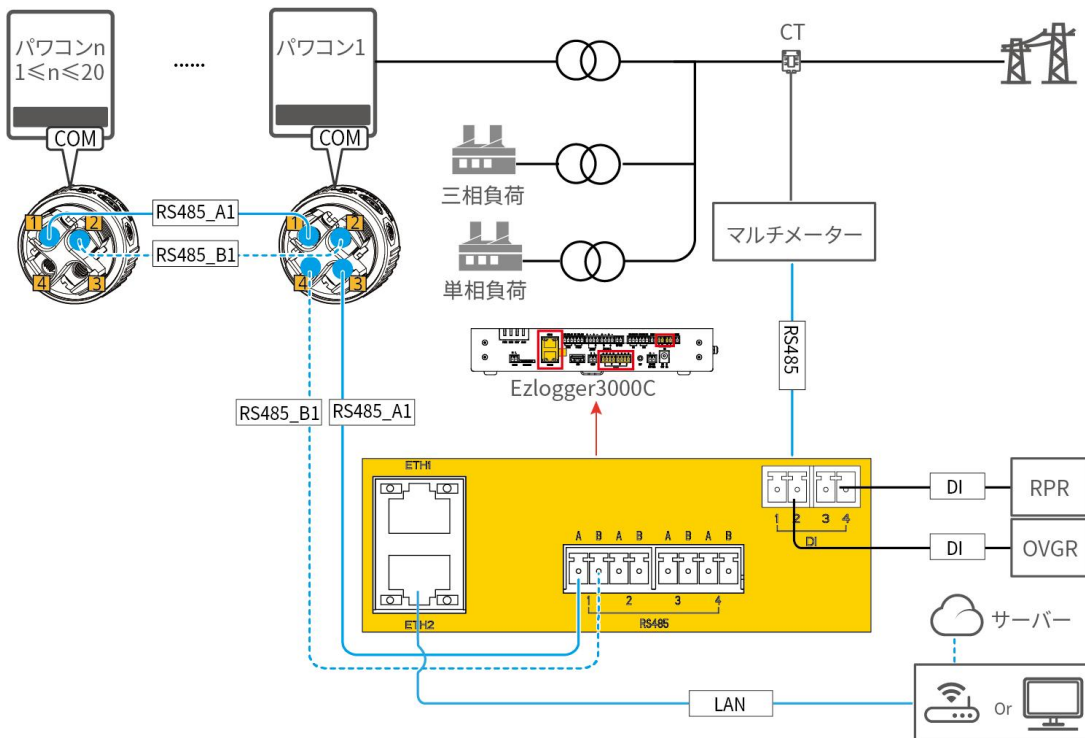 パワコンn
1≤n≤20
......
パワコン1
CT
COM
COM
1
2
3
4
1
2
3
4
RS485_A1
RS485_B1
三相負荷
単相負荷
マルチメーター
RS485
Ezlogger3000C
RS485_B1
RS485_A1
ETH1
ETH2
A B A B A B A B
1 2 3 4
RS485
1 2 3 4
DI
DI
RPR
DI
OVGR
サーバー
LAN
Or